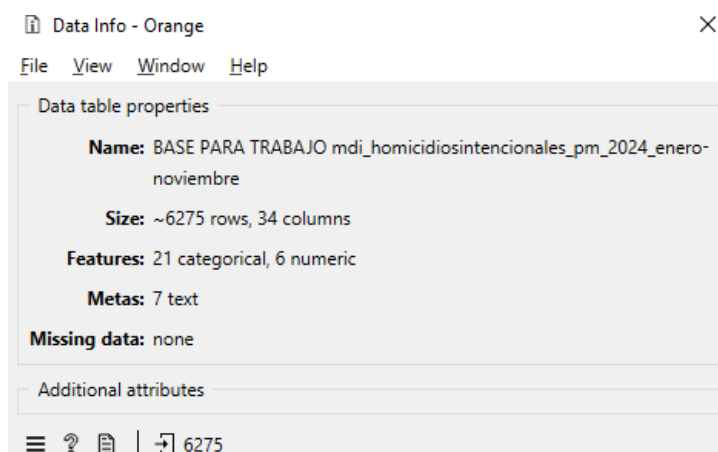 Data Info - Orange
File View Window Help
Data table properties
Name: BASE PARA TRABAJO mdi_homicidiosintencionales_pm_2024_enero-
noviembre
Size: ~6275 rows, 34 columns
Features: 21 categorical, 6 numeric
Metas: 7 text
Missing data: none
Additional attributes
6275